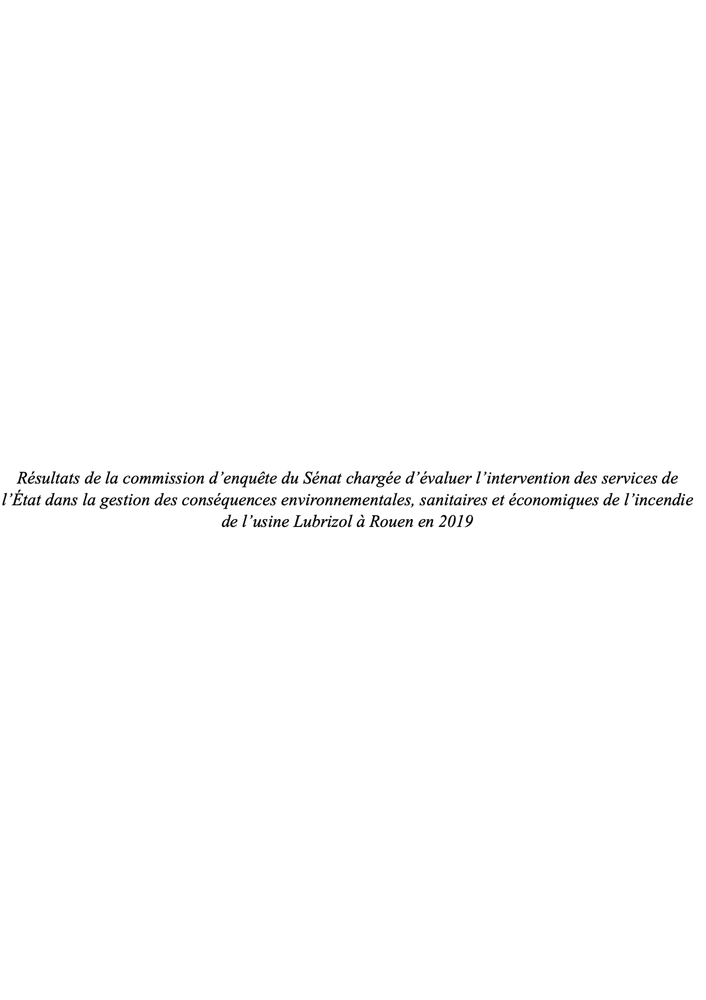 Résultats de la commission d’enquête du Sénat chargée d’évaluer l’intervention des services de
l’État dans la gestion des conséquences environnementales, sanitaires et économiques de l’incendie
de l’usine Lubrizol à Rouen en 2019